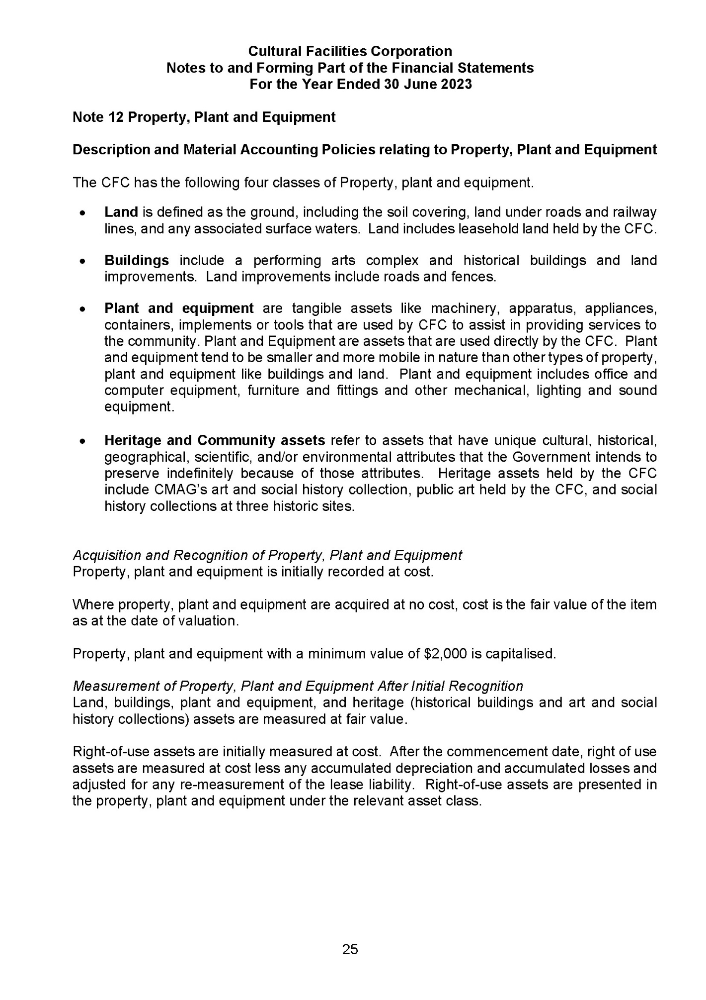 Cultural Facilities Corporation
Notes to and Forming Part of the Financial Statements
For the Year Ended 30 June 2023
Note 12 Property, Plant and Equipment
Description and Material Accounting Policies relating to Property, Plant and Equipment
The CFC has the following four classes of Property, plant and equipment.
• Land is defined as the ground, including the soil covering, land under roads and railway
lines, and any associated surface waters. Land includes leasehold land held by the CFC.
• Buildings include a performing arts complex and historical buildings and land
improvements. Land improvements include roads and fences.
• Plant and equipment are tangible assets like machinery, apparatus, appliances,
containers, implements or tools that are used by CFC to assist in providing services to
the community. Plant and Equipment are assets that are used directly by the CFC. Plant
and equipment tend to be smaller and more mobile in nature than other types of property,
plant and equipment like buildings and land. Plant and equipment includes office and
computer equipment, furniture and fittings and other mechanical, lighting and sound
equipment.
• Heritage and Community assets refer to assets that have unique cultural, historical,
geographical, scientific, and/or environmental attributes that the Government intends to
preserve indefinitely because of those attributes. Heritage assets held by the CFC
include CMAG’s art and social history collection, public art held by the CFC, and social
history collections at three historic sites.
Acquisition and Recognition of Property, Plant and Equipment
Property, plant and equipment is initially recorded at cost.
Where property, plant and equipment are acquired at no cost, cost is the fair value of the item
as at the date of valuation.
Property, plant and equipment with a minimum value of $2,000 is capitalised.
Measurement of Property, Plant and Equipment After Initial Recognition
Land, buildings, plant and equipment, and heritage (historical buildings and art and social
history collections) assets are measured at fair value.
Right-of-use assets are initially measured at cost. After the commencement date, right of use
assets are measured at cost less any accumulated depreciation and accumulated losses and
adjusted for any re-measurement of the lease liability. Right-of-use assets are presented in
the property, plant and equipment under the relevant asset class.
25